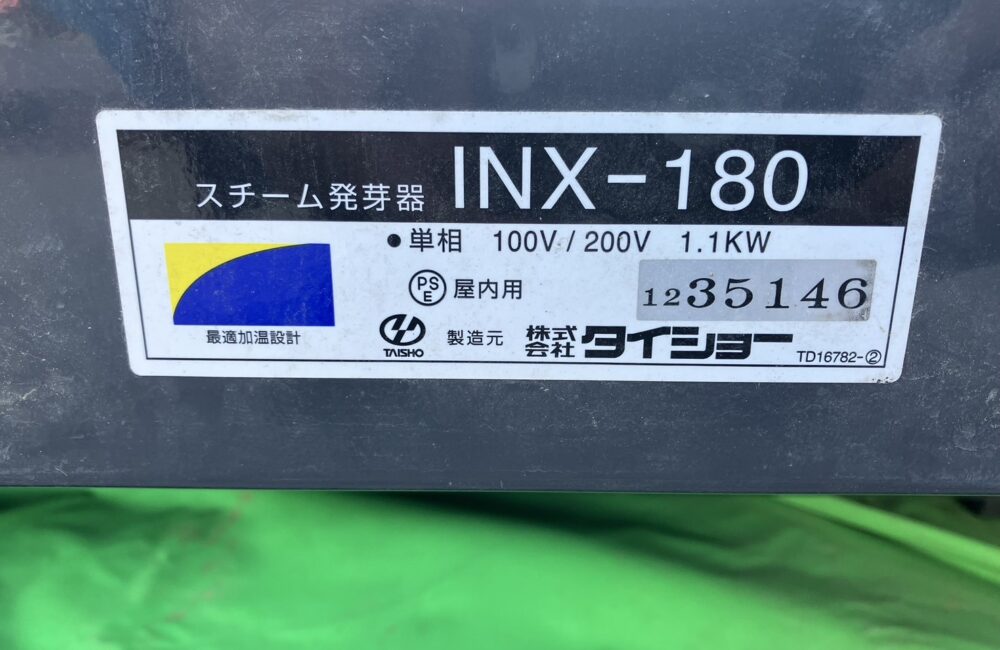 スチーム発芽器 INX-180
●単相 100V/200V 1.1KW
PSE 屋内用
1235146
最適加温設計
TAISHO 製造元 株式会社 タイショー
TD16782-②